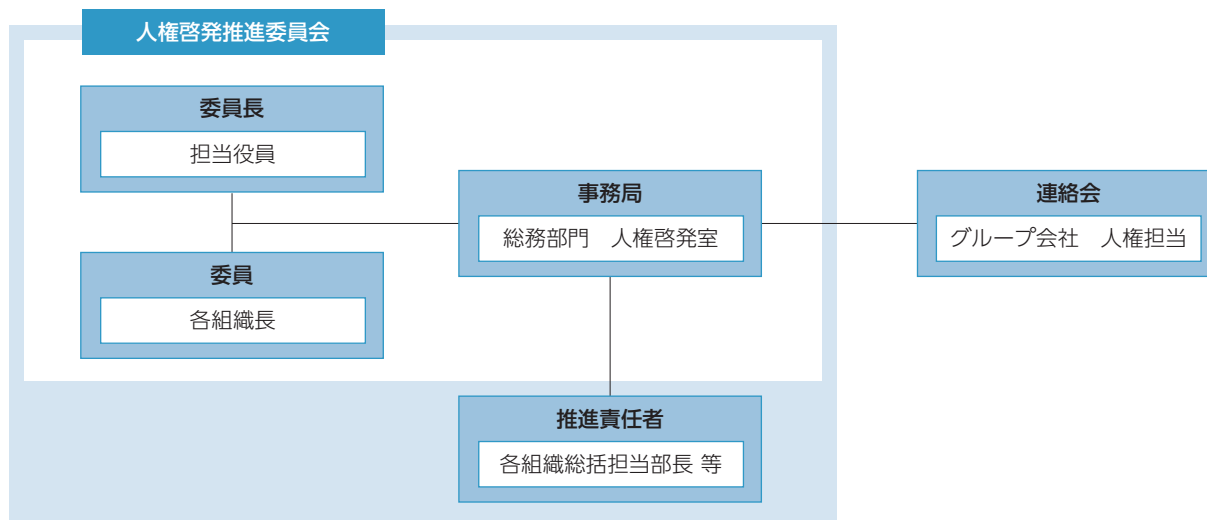 人権啓発推進委員会
委員長
担当役員
委員
各組織長
事務局
総務部門　人権啓発室
推進責任者
各組織総括担当部長 等
連絡会
グループ会社　人権担当